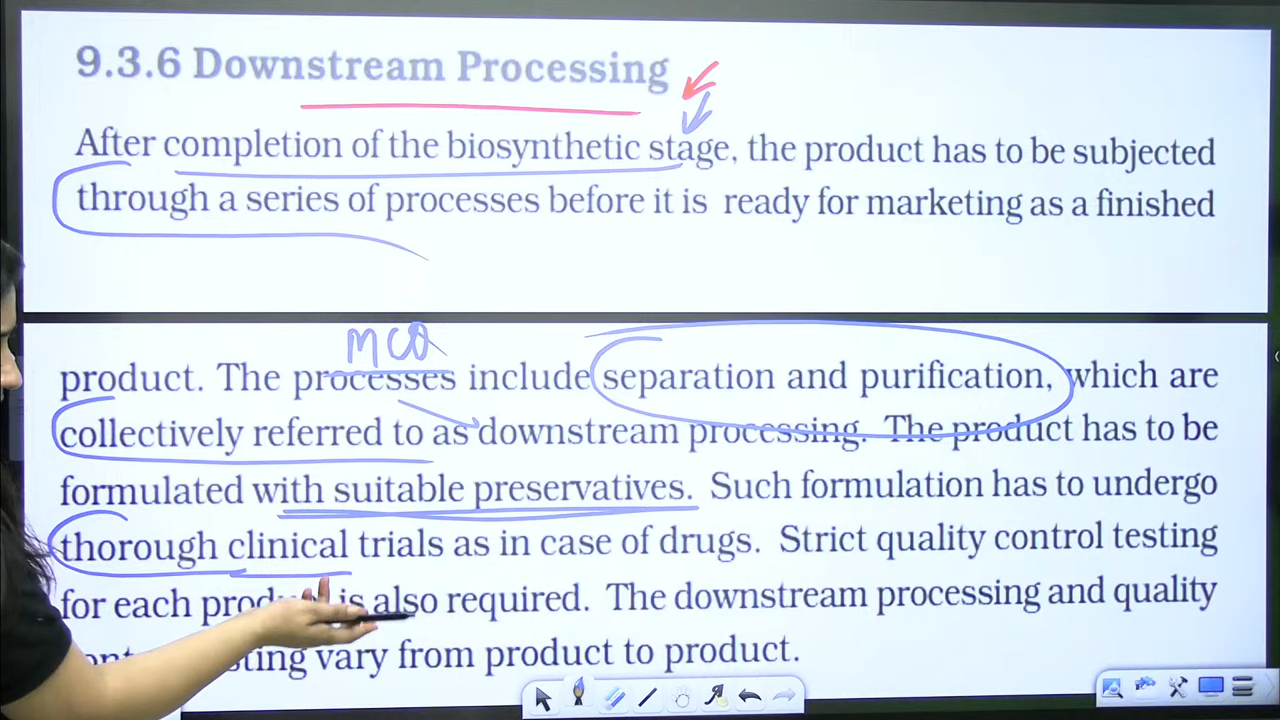 9.3.6 Downstream Processing
After completion of the biosynthetic stage, the product has to be subjected
through a series of processes before it is ready for marketing as a finished
MCQ
product. The processes include separation and purification, which are
collectively referred to as downstream processing. The product has to be
formulated with suitable preservatives. Such formulation has to undergo
thorough clinical trials as in case of drugs. Strict quality control testing
for each product is also required. The downstream processing and quality
vary from product to product.